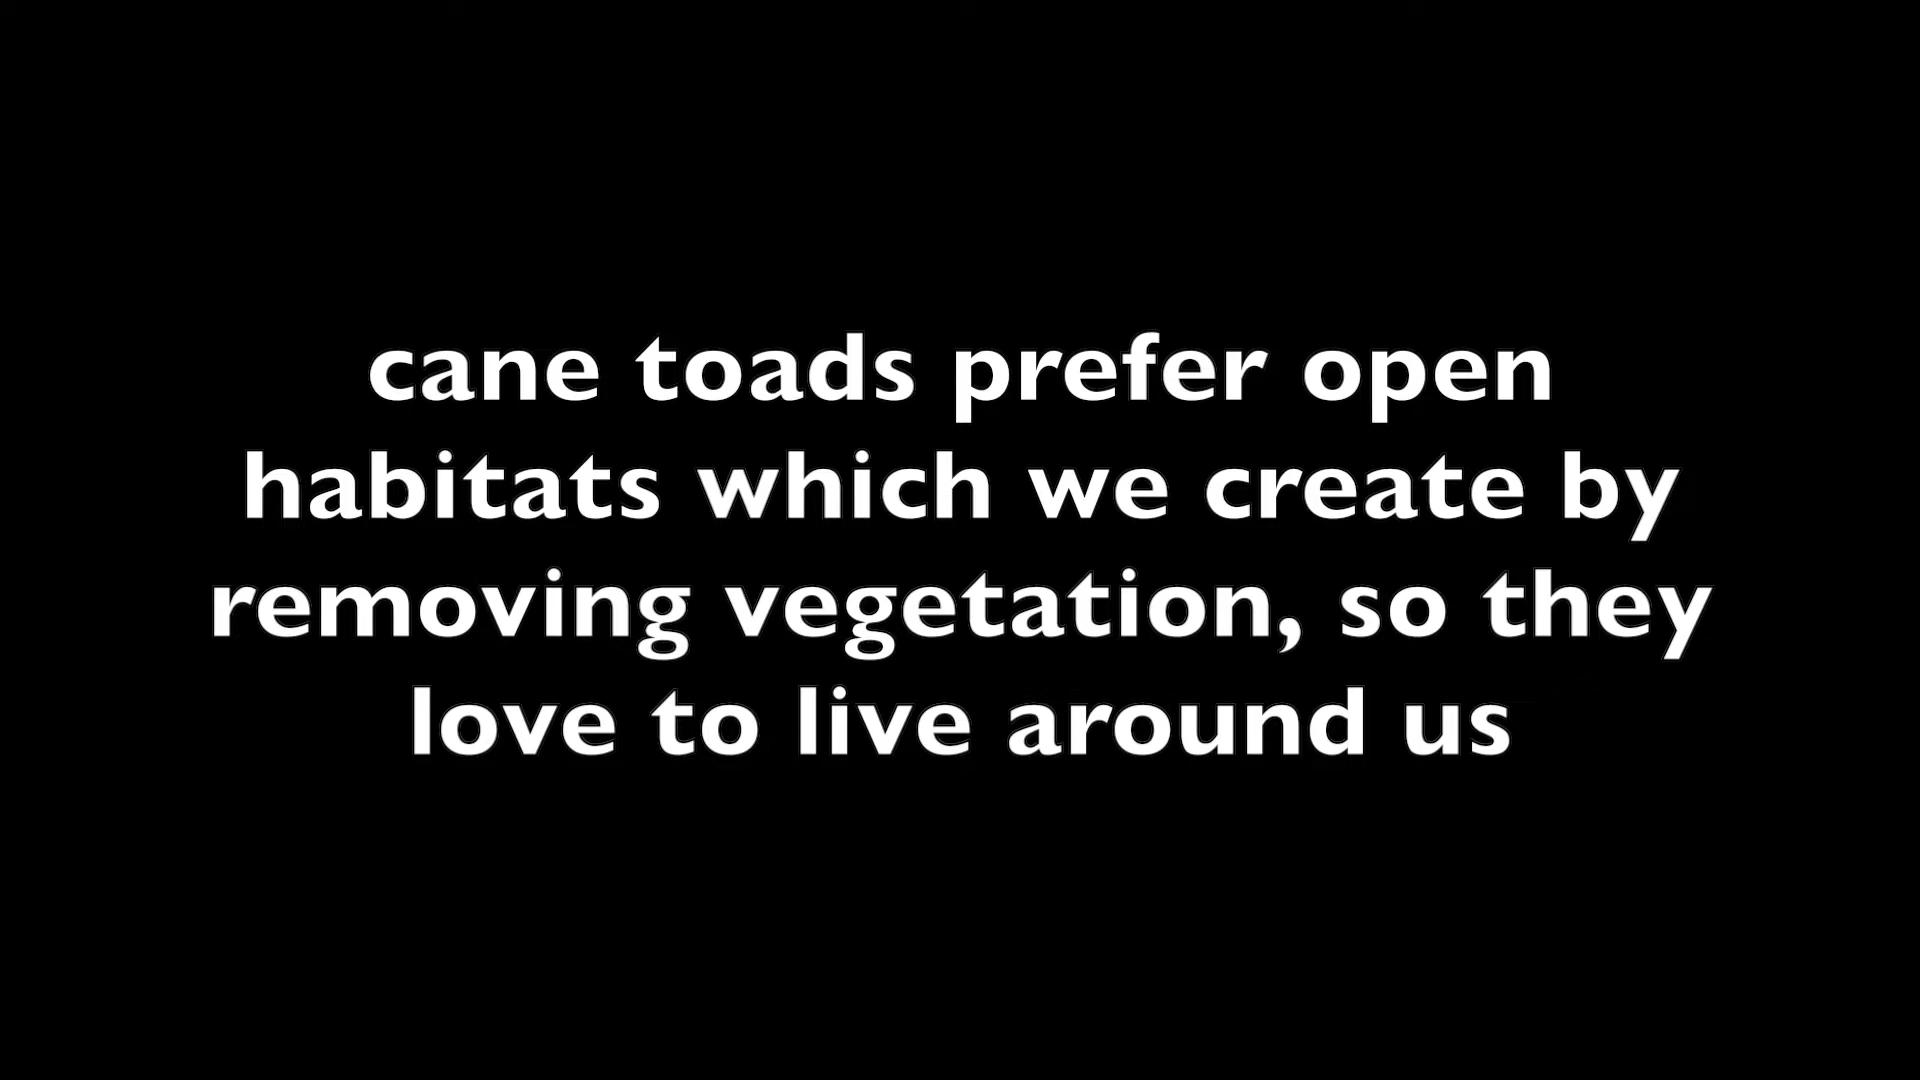 cane toads prefer open
habitats which we create by
removing vegetation, so they
love to live around us